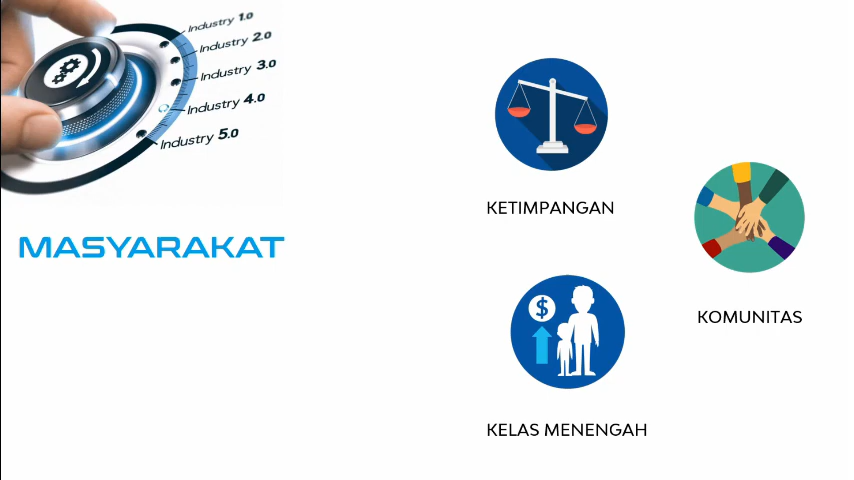 Industry 1.0
Industry 2.0
Industry 3.0
Industry 4.0
Industry 5.0
MASYARAKAT
KETIMPANGAN
KOMUNITAS
$
KELAS MENENGAH